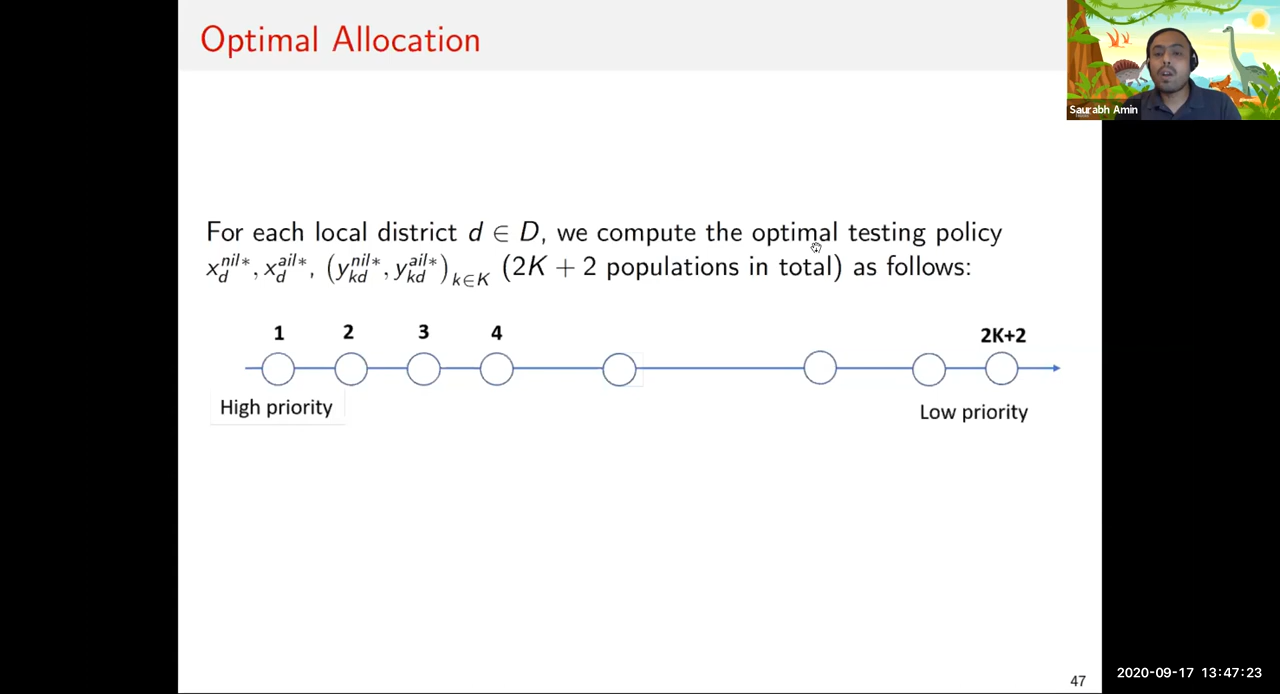 Optimal Allocation
Saurabh Amin
For each local district d ∈ D, we compute the optimal testing policy
x_d^{nil*}, x_d^{ail*}, (y_{kd}^{nil*}, y_{kd}^{ail*})_{k∈K} (2K + 2 populations in total) as follows:
1 2 3 4 2K+2
High priority Low priority
47
2020-09-17 13:47:23